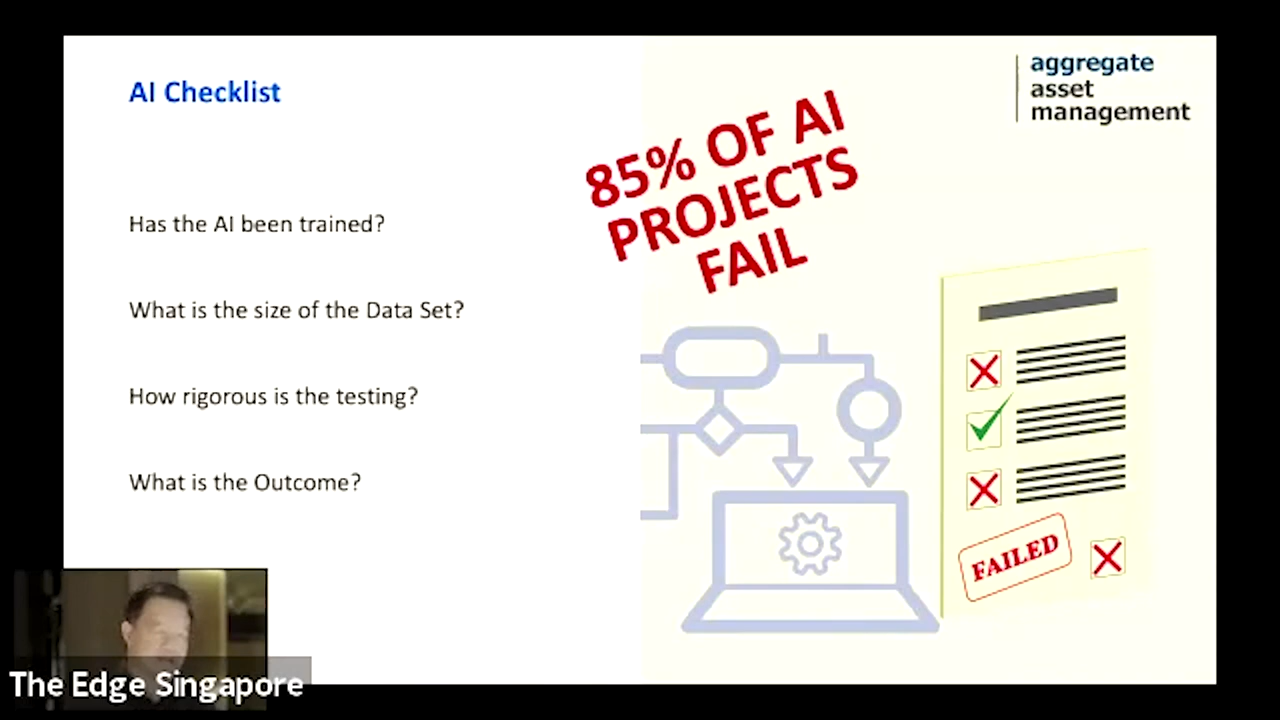 AI Checklist
aggregate
asset
management
85% OF AI
PROJECTS
FAIL
Has the AI been trained?
What is the size of the Data Set?
How rigorous is the testing?
What is the Outcome?
FAILED
The Edge Singapore